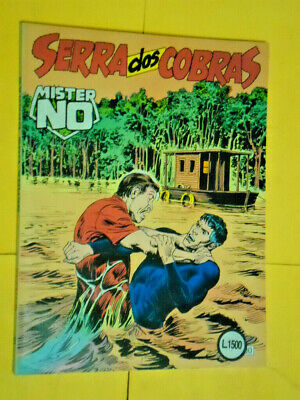 SERRA dos COBRAS
MISTER
NO
L.1500